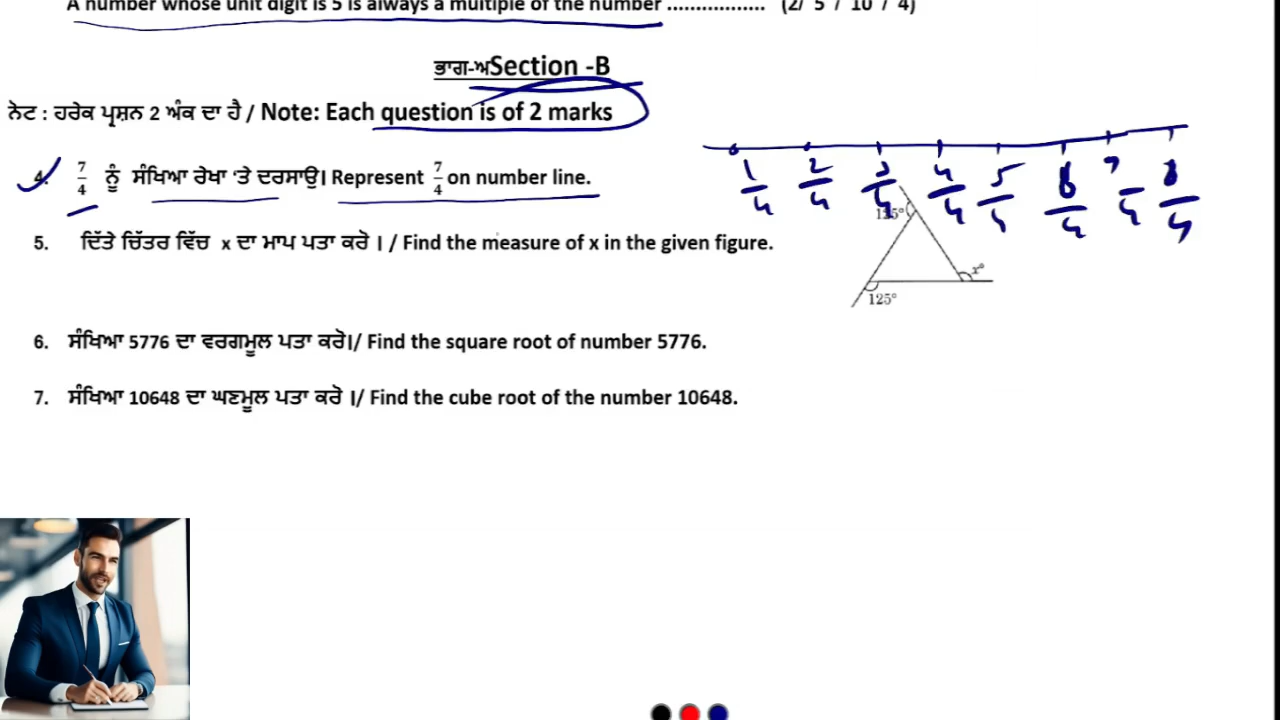 A number whose unit digit is 5 is always a multiple of the number ................. (2/ 5 / 10 / 4)
ਭਾਗ-ਅSection -B
ਨੋਟ : ਹਰੇਕ ਪ੍ਰਸ਼ਨ 2 ਅੰਕ ਦਾ ਹੈ / Note: Each question is of 2 marks
4. 7/4 ਨੂੰ ਸੰਖਿਆ ਰੇਖਾ 'ਤੇ ਦਰਸਾਉ। Represent 7/4 on number line.
1/4 2/4 3/4 4/4 5/4 6/4 7/4 8/4
125°
5. ਦਿੱਤੇ ਚਿੱਤਰ ਵਿੱਚ x ਦਾ ਮਾਪ ਪਤਾ ਕਰੋ । / Find the measure of x in the given figure.
x°
125°
6. ਸੰਖਿਆ 5776 ਦਾ ਵਰਗਮੂਲ ਪਤਾ ਕਰੋ।/ Find the square root of number 5776.
7. ਸੰਖਿਆ 10648 ਦਾ ਘਣਮੂਲ ਪਤਾ ਕਰੋ ।/ Find the cube root of the number 10648.